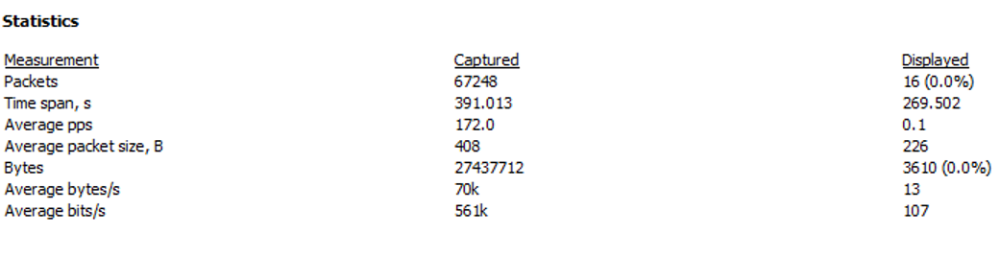 Statistics
Measurement Captured Displayed
Packets 67248 16 (0.0%)
Time span, s 391.013 269.502
Average pps 172.0 0.1
Average packet size, B 408 226
Bytes 27437712 3610 (0.0%)
Average bytes/s 70k 13
Average bits/s 561k 107